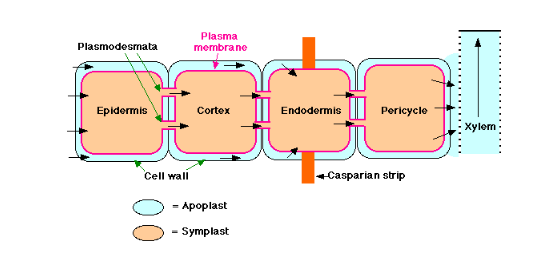 Plasma
membrane
Plasmodesmata
Epidermis
Cortex
Endodermis
Pericycle
Xylem
Cell wall
Casparian strip
= Apoplast
= Symplast